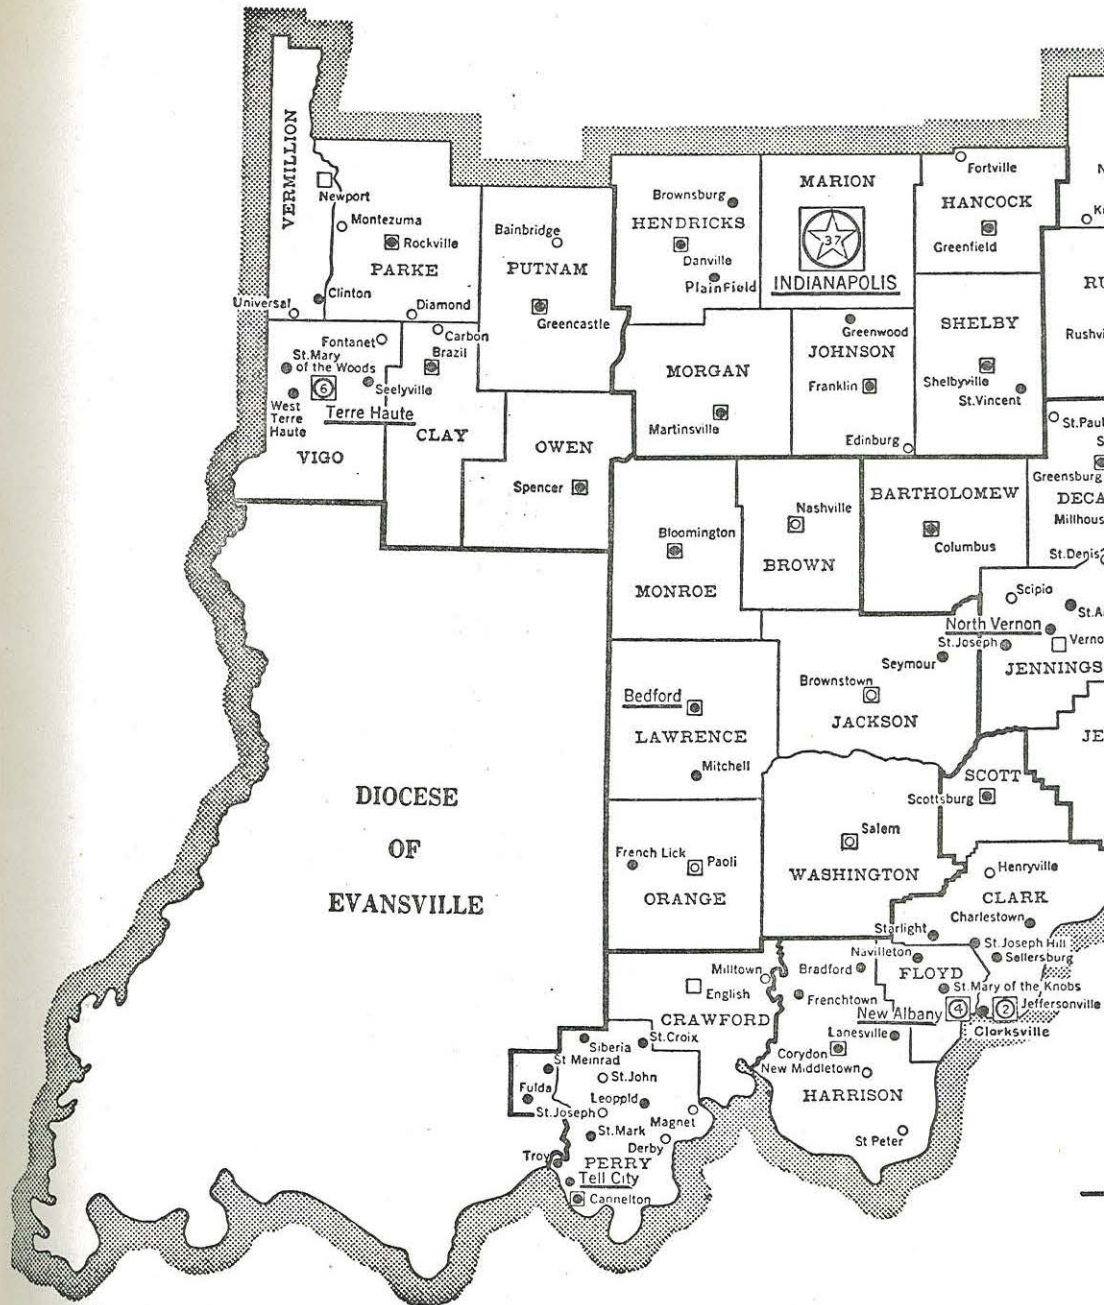 VERMILLION
Newport
Montezuma
Rockville
PARKE
Clinton
Universal
Diamond
Bainbridge
PUTNAM
Greencastle
Brownsburg
HENDRICKS
Danville
Plainfield
MARION
37
INDIANAPOLIS
Fortville
HANCOCK
Greenfield
Fontanet
St.Mary
of the Woods
6
Seelyville
West
Terre
Haute
Terre Haute
VIGO
Carbon
Brazil
CLAY
OWEN
Spencer
MORGAN
Martinsville
Greenwood
JOHNSON
Franklin
Edinburg
SHELBY
Shelbyville
St.Vincent
RU
Rushvi
St.Paul
Greensburg
DECA
Millhous
St.Denis
BARTHOLOMEW
Columbus
Nashville
BROWN
Bloomington
MONROE
Scipio
St.A
North Vernon
St.Joseph
Verno
JENNINGS
Seymour
Brownstown
JACKSON
Bedford
LAWRENCE
Mitchell
JE
SCOTT
Scottsburg
DIOCESE
OF
EVANSVILLE
French Lick
Paoli
ORANGE
Salem
WASHINGTON
Henryville
CLARK
Charlestown
Starlight
St.Joseph Hill
Sellersburg
Navilleton
FLOYD
St.Mary of the Knobs
New Albany
4
2
Jeffersonville
Clarksville
Bradford
Frenchtown
Lanesville
Corydon
New Middletown
HARRISON
St Peter
Milltown
English
CRAWFORD
St.Croix
Siberia
St Meinrad
St.John
Fulda
Leopold
St.Joseph
Magnet
St.Mark
Derby
Troy
PERRY
Tell City
Cannelton